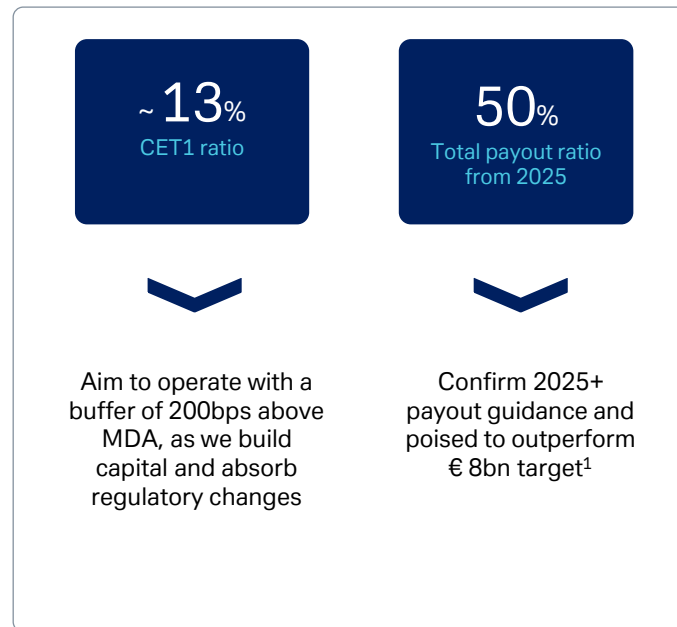 ~ 13%
CET1 ratio
Aim to operate with a
buffer of 200bps above
MDA, as we build
capital and absorb
regulatory changes
50%
Total payout ratio
from 2025
Confirm 2025+
payout guidance and
poised to outperform
€ 8bn target¹